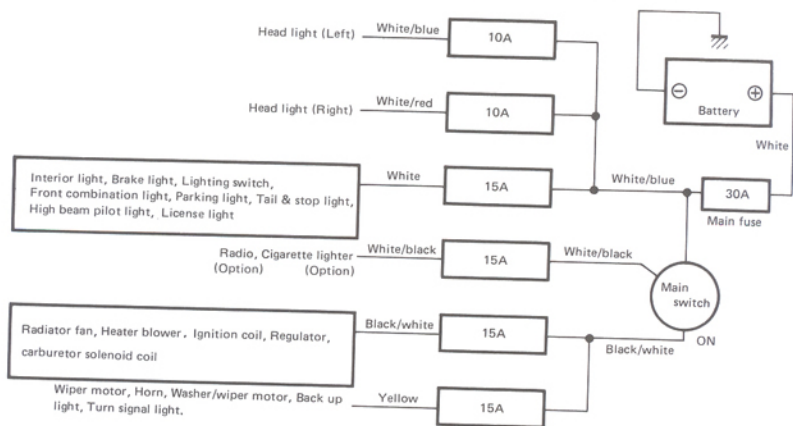 Head light (Left) White/blue 10A
Head light (Right) White/red 10A
⊖ ⊕
Battery
White
Interior light, Brake light, Lighting switch,
Front combination light, Parking light, Tail & stop light,
High beam pilot light, License light
White 15A White/blue 30A
Main fuse
Radio, Cigarette lighter White/black 15A White/black
(Option) (Option)
Main
switch
ON
Radiator fan, Heater blower, Ignition coil, Regulator,
carburetor solenoid coil
Black/white 15A Black/white
Wiper motor, Horn, Washer/wiper motor, Back up
light, Turn signal light.
Yellow 15A